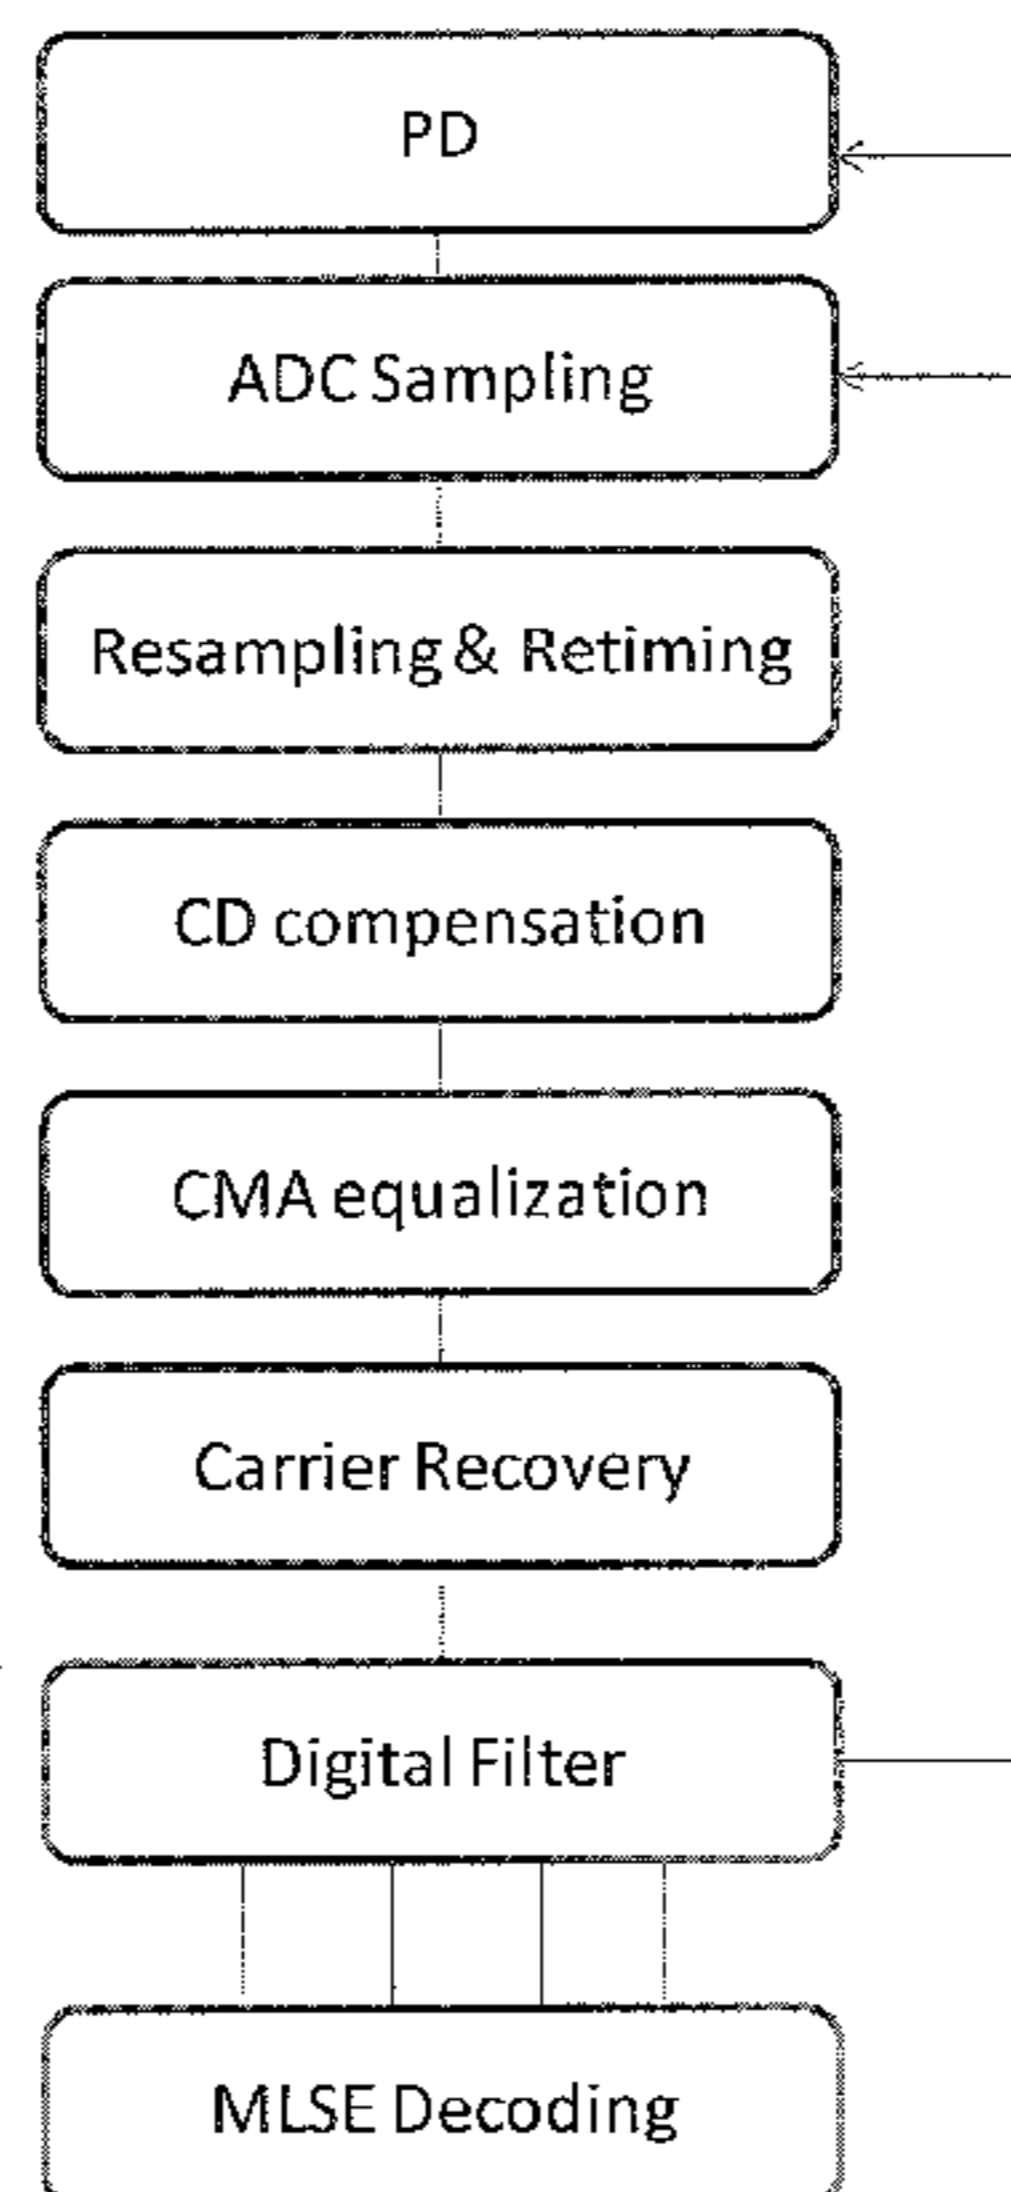 PD
ADC Sampling
Resampling & Retiming
CD compensation
CMA equalization
Carrier Recovery
Digital Filter
MLSE Decoding